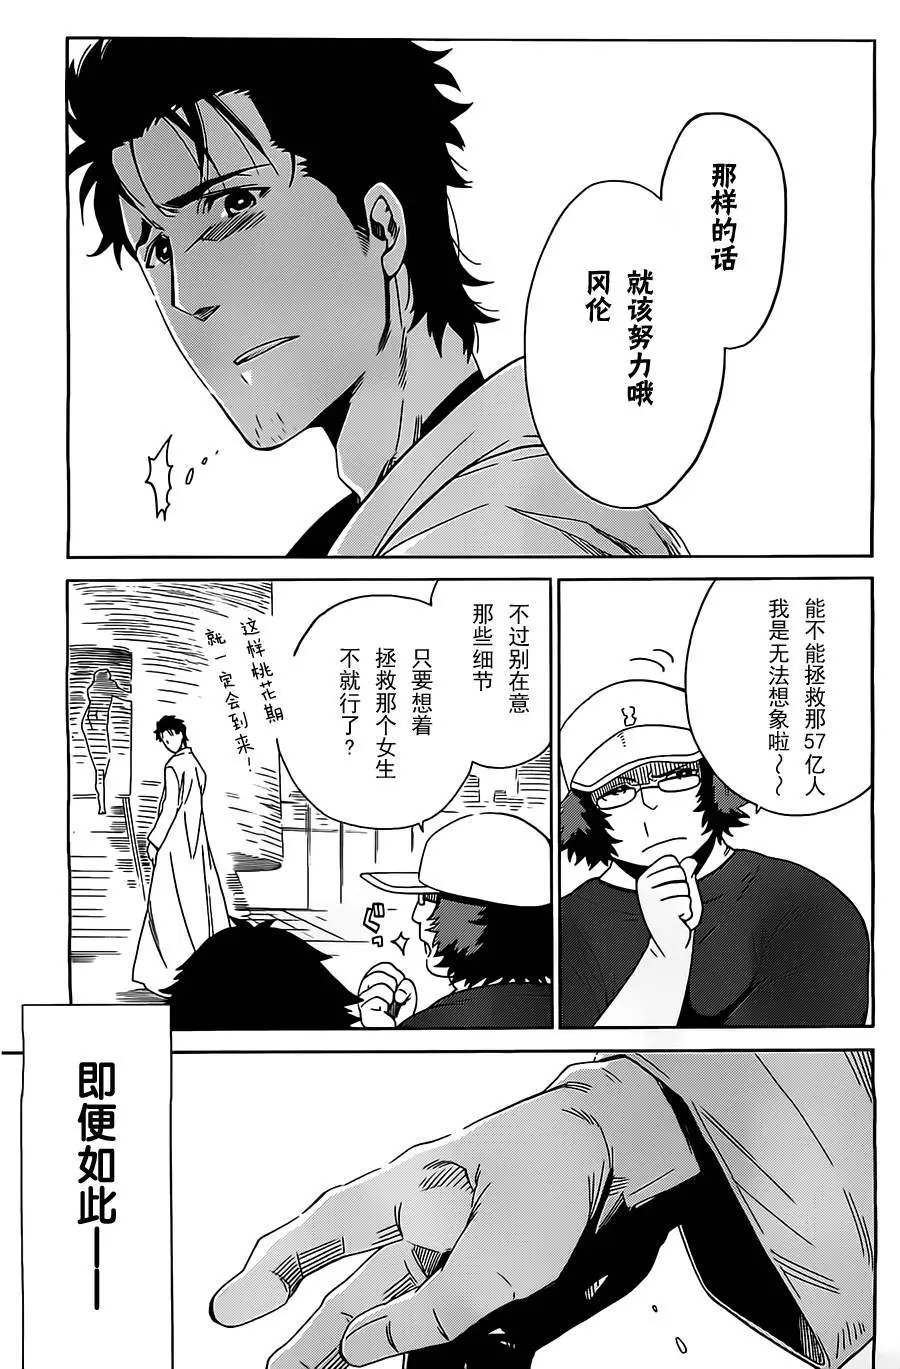 那样的话
就该努力哦
冈伦
能不能拯救那57亿人
我是无法想象啦~~
不过别在意
那些细节
只要想着
拯救那个女生
不就行了?
这样桃花期
就一定会到来!
即便如此——